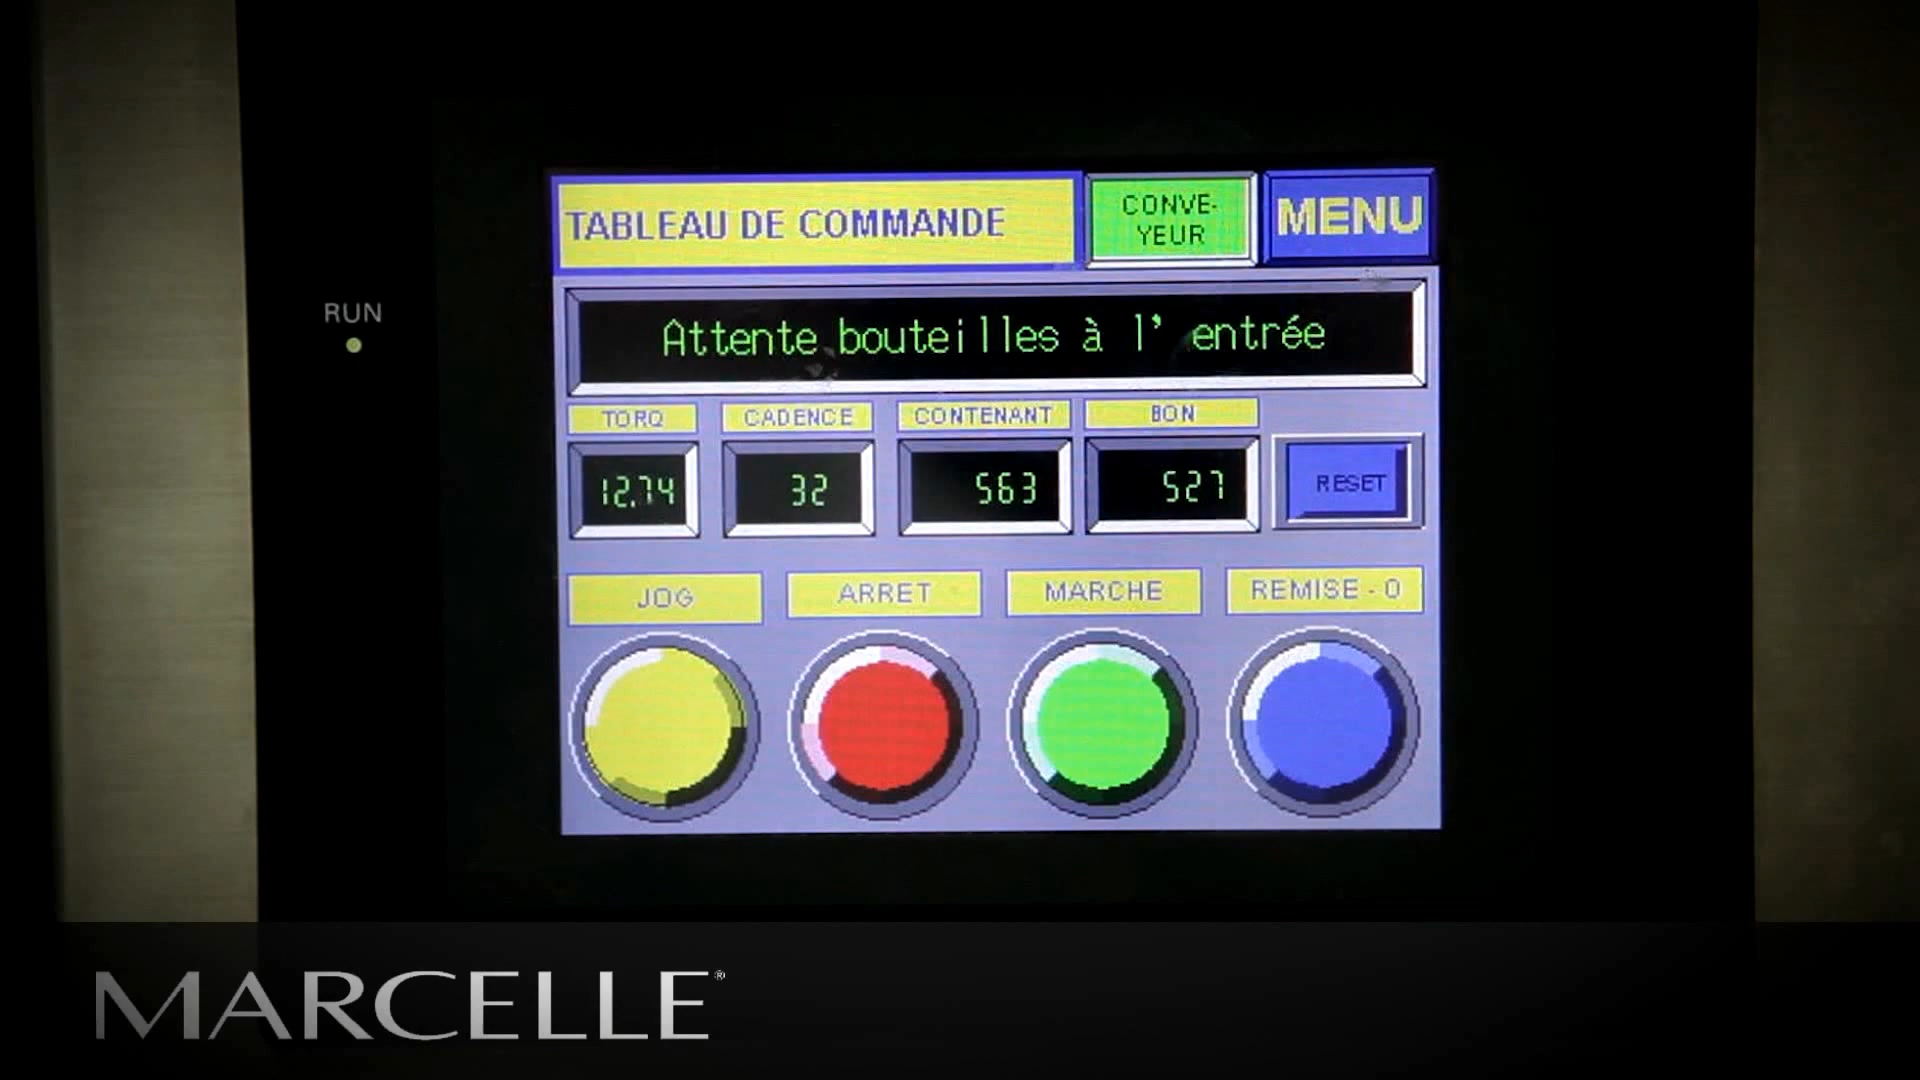 TABLEAU DE COMMANDE
CONVE-
YEUR
MENU
RUN
Attente bouteilles à l' entrée
TORQ
CADENCE
CONTENANT
BON
12.74
32
563
527
RESET
JOG
ARRET
MARCHE
REMISE - 0
MARCELLE®